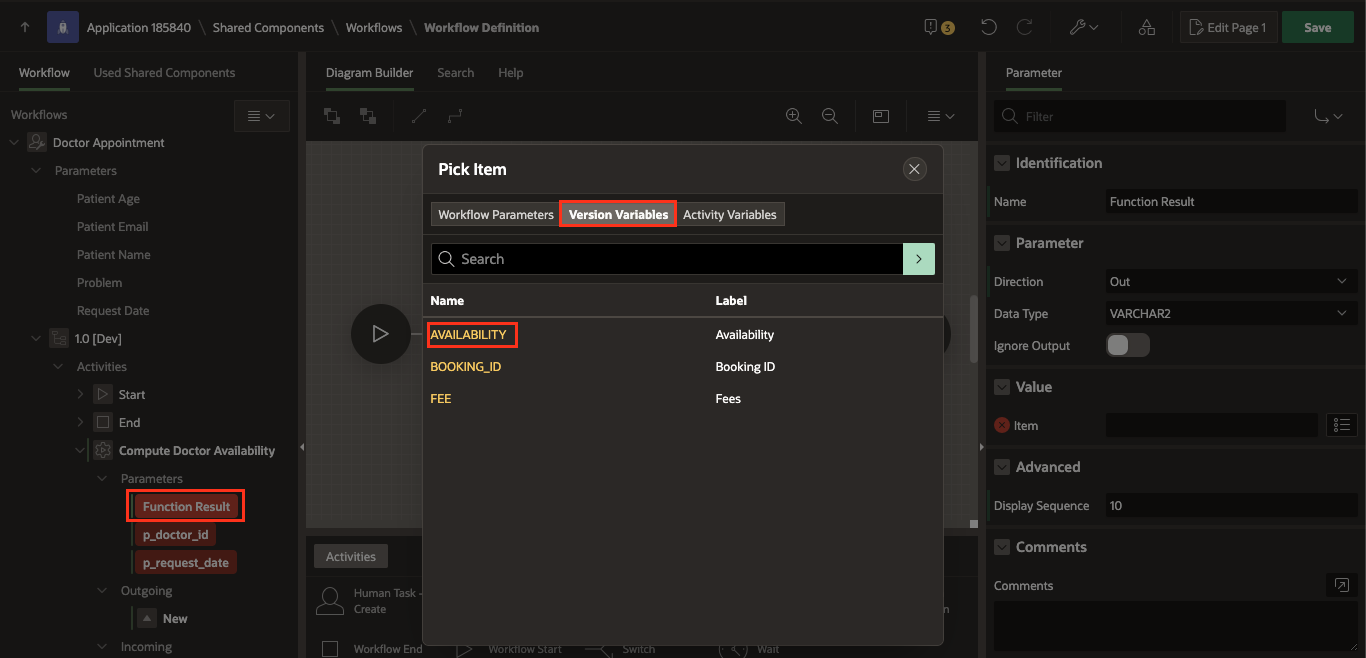 Application 185840 \ Shared Components \ Workflows \ Workflow Definition
3
Edit Page 1
Save
Workflow
Used Shared Components
Workflows
Doctor Appointment
Parameters
Patient Age
Patient Email
Patient Name
Problem
Request Date
1.0 [Dev]
Activities
Start
End
Compute Doctor Availability
Parameters
Function Result
p_doctor_id
p_request_date
Outgoing
New
Incoming
Diagram Builder
Search
Help
Pick Item
Workflow Parameters
Version Variables
Activity Variables
Search
Name
Label
AVAILABILITY
Availability
BOOKING_ID
Booking ID
FEE
Fees
Activities
Human Task -
Create
Workflow End
Workflow Start
Switch
Wait
Parameter
Filter
Identification
Name
Function Result
Parameter
Direction
Out
Data Type
VARCHAR2
Ignore Output
Value
Item
Advanced
Display Sequence
10
Comments
Comments